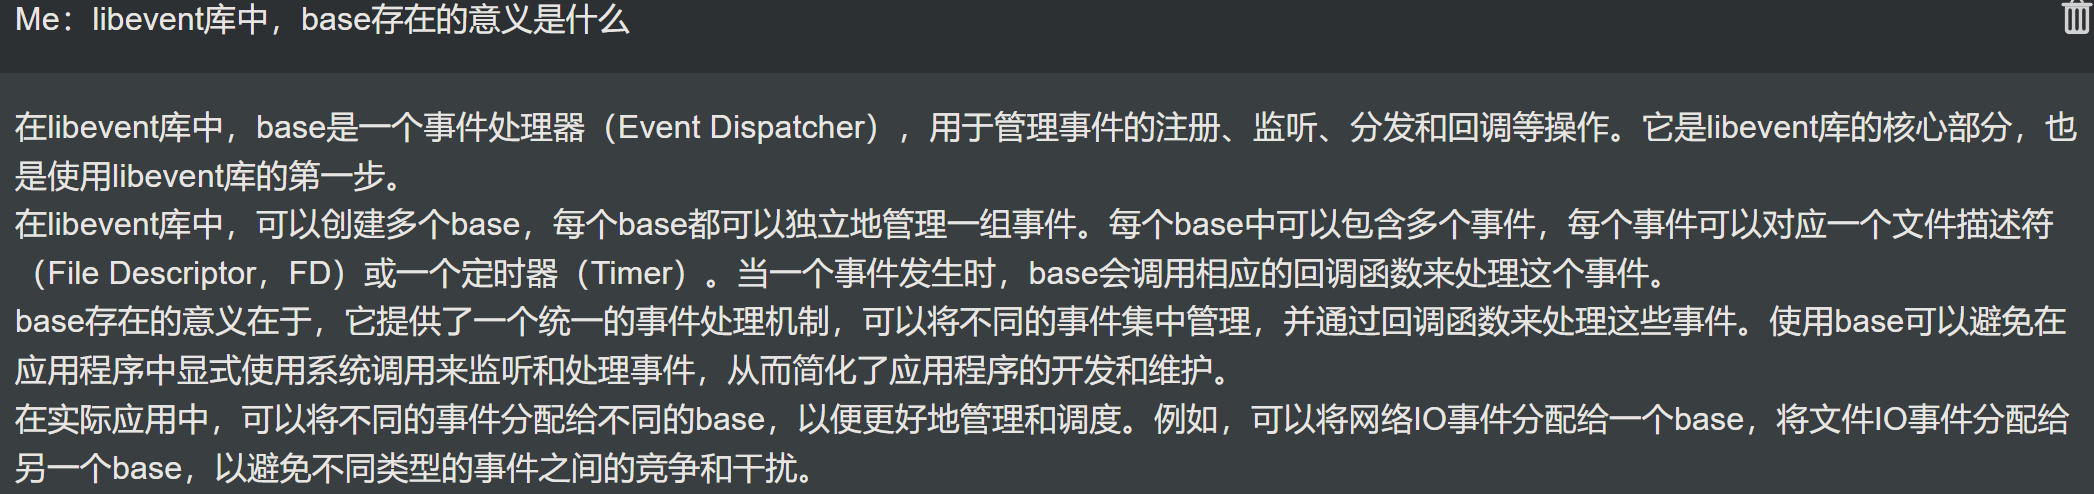 Me：libevent库中，base存在的意义是什么
在libevent库中，base是一个事件处理器（Event Dispatcher），用于管理事件的注册、监听、分发和回调等操作。它是libevent库的核心部分，也
是使用libevent库的第一步。
在libevent库中，可以创建多个base，每个base都可以独立地管理一组事件。每个base中可以包含多个事件，每个事件可以对应一个文件描述符
（File Descriptor，FD）或一个定时器（Timer）。当一个事件发生时，base会调用相应的回调函数来处理这个事件。
base存在的意义在于，它提供了一个统一的事件处理机制，可以将不同的事件集中管理，并通过回调函数来处理这些事件。使用base可以避免在
应用程序中显式使用系统调用来监听和处理事件，从而简化了应用程序的开发和维护。
在实际应用中，可以将不同的事件分配给不同的base，以便更好地管理和调度。例如，可以将网络IO事件分配给一个base，将文件IO事件分配给
另一个base，以避免不同类型的事件之间的竞争和干扰。